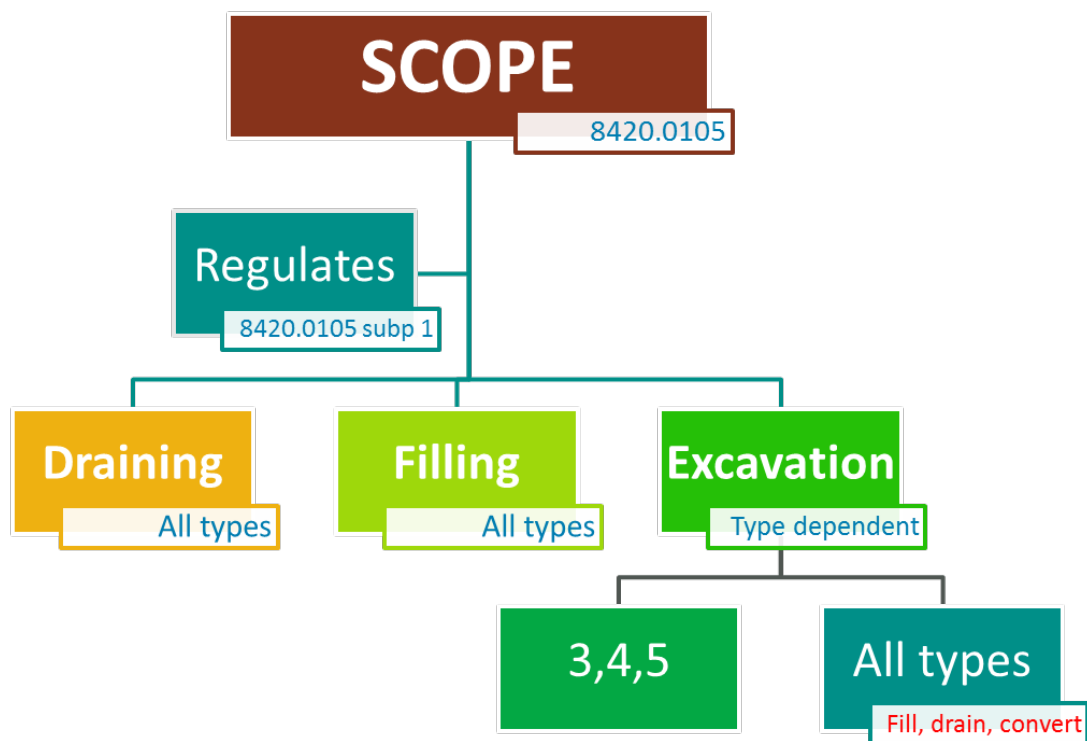 SCOPE
8420.0105
Regulates
8420.0105 subp 1
Draining
All types
Filling
All types
Excavation
Type dependent
3,4,5
All types
Fill, drain, convert